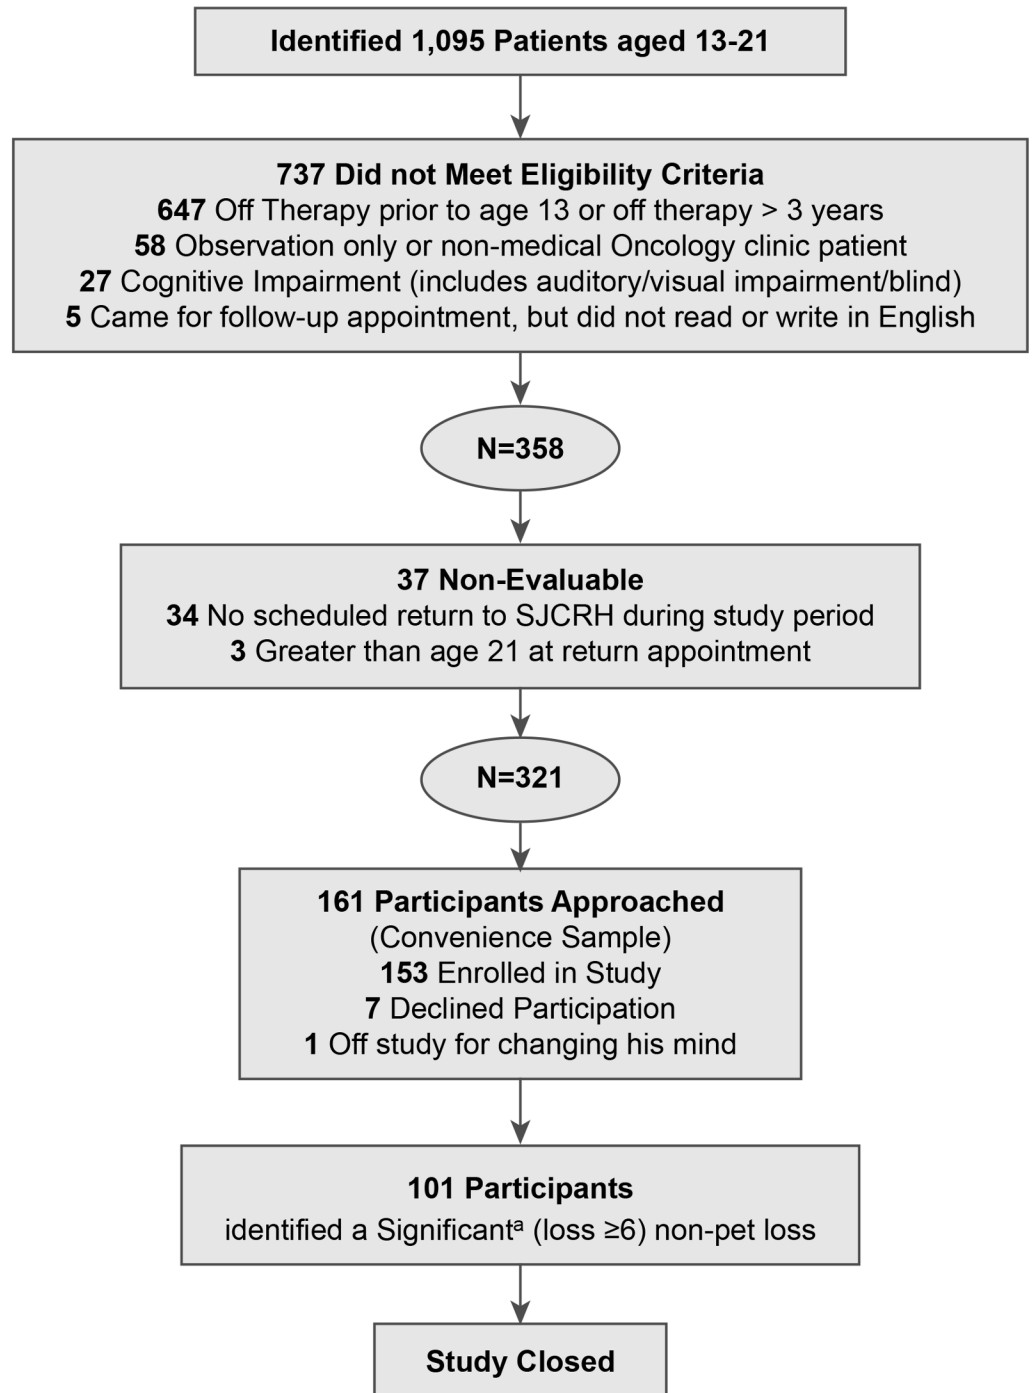 Identified 1,095 Patients aged 13-21
737 Did not Meet Eligibility Criteria
647 Off Therapy prior to age 13 or off therapy > 3 years
58 Observation only or non-medical Oncology clinic patient
27 Cognitive Impairment (includes auditory/visual impairment/blind)
5 Came for follow-up appointment, but did not read or write in English
N=358
37 Non-Evaluable
34 No scheduled return to SJCRH during study period
3 Greater than age 21 at return appointment
N=321
161 Participants Approached
(Convenience Sample)
153 Enrolled in Study
7 Declined Participation
1 Off study for changing his mind
101 Participants
identified a Significantᵃ (loss ≥6) non-pet loss
Study Closed